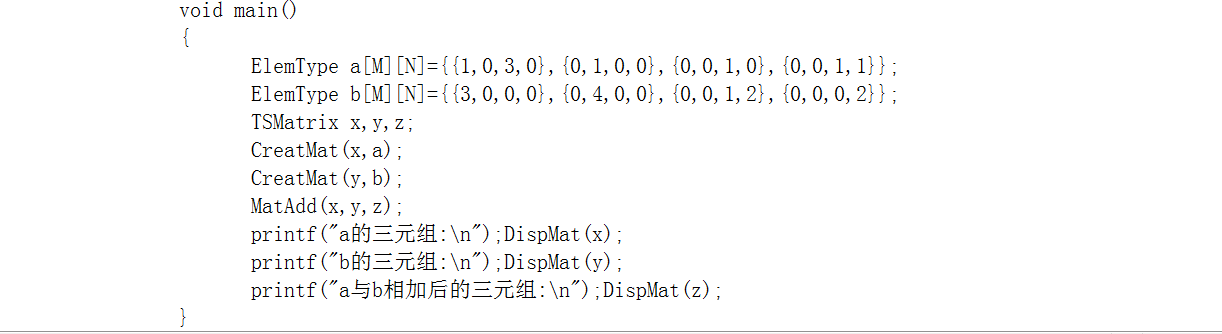 void main()
{
ElemType a[M][N]={{1,0,3,0},{0,1,0,0},{0,0,1,0},{0,0,1,1}};
ElemType b[M][N]={{3,0,0,0},{0,4,0,0},{0,0,1,2},{0,0,0,2}};
TSMatrix x,y,z;
CreatMat(x,a);
CreatMat(y,b);
MatAdd(x,y,z);
printf("a的三元组:\n");DispMat(x);
printf("b的三元组:\n");DispMat(y);
printf("a与b相加后的三元组:\n");DispMat(z);
}